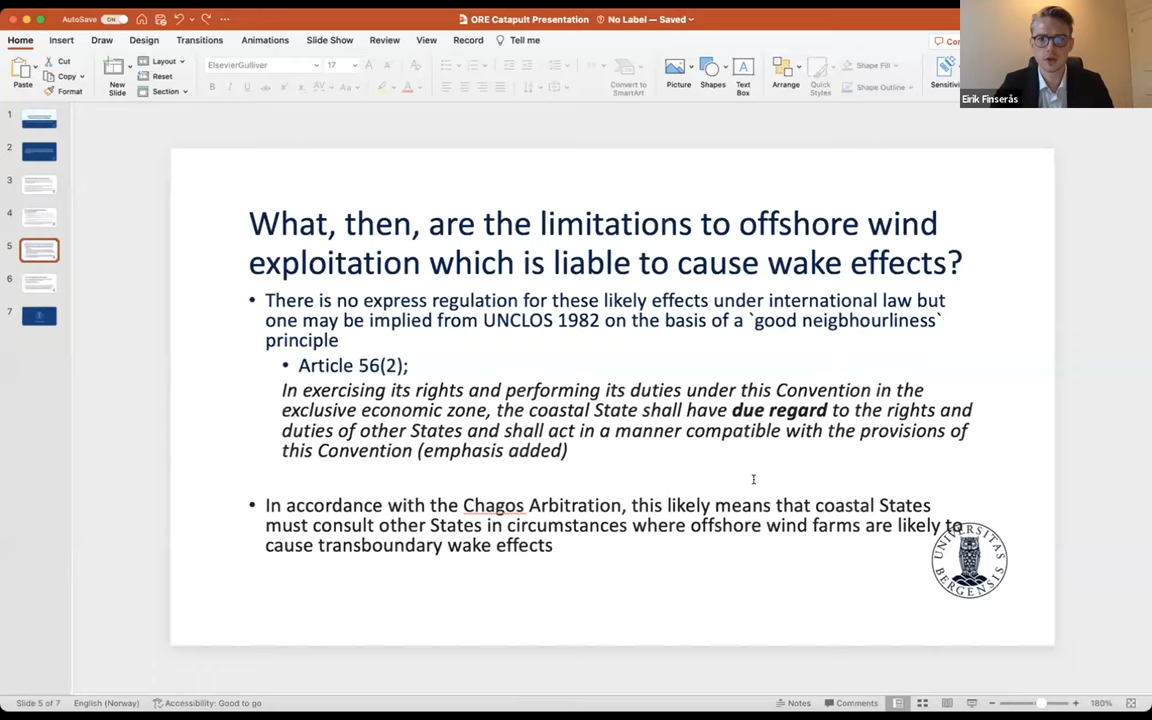 AutoSave ON
ORE Catapult Presentation
No Label — Saved
Home Insert Draw Design Transitions Animations Slide Show Review View Record Tell me
Paste
Cut
Copy
Format
New
Slide
Layout
Reset
Section
ElsevierGulliver 17
Convert to
SmartArt
Picture
Shapes
Text
Box
Arrange
Quick
Styles
Shape Fill
Shape Outline
Eirik Finserås
1
2
3
4
5
6
7
What, then, are the limitations to offshore wind
exploitation which is liable to cause wake effects?
• There is no express regulation for these likely effects under international law but
one may be implied from UNCLOS 1982 on the basis of a `good neigbhourliness`
principle
• Article 56(2);
In exercising its rights and performing its duties under this Convention in the
exclusive economic zone, the coastal State shall have due regard to the rights and
duties of other States and shall act in a manner compatible with the provisions of
this Convention (emphasis added)
• In accordance with the Chagos Arbitration, this likely means that coastal States
must consult other States in circumstances where offshore wind farms are likely to
cause transboundary wake effects
UNIVERSITAS
BERGENSIS
Slide 5 of 7 English (Norway) Accessibility: Good to go
Notes Comments 180%